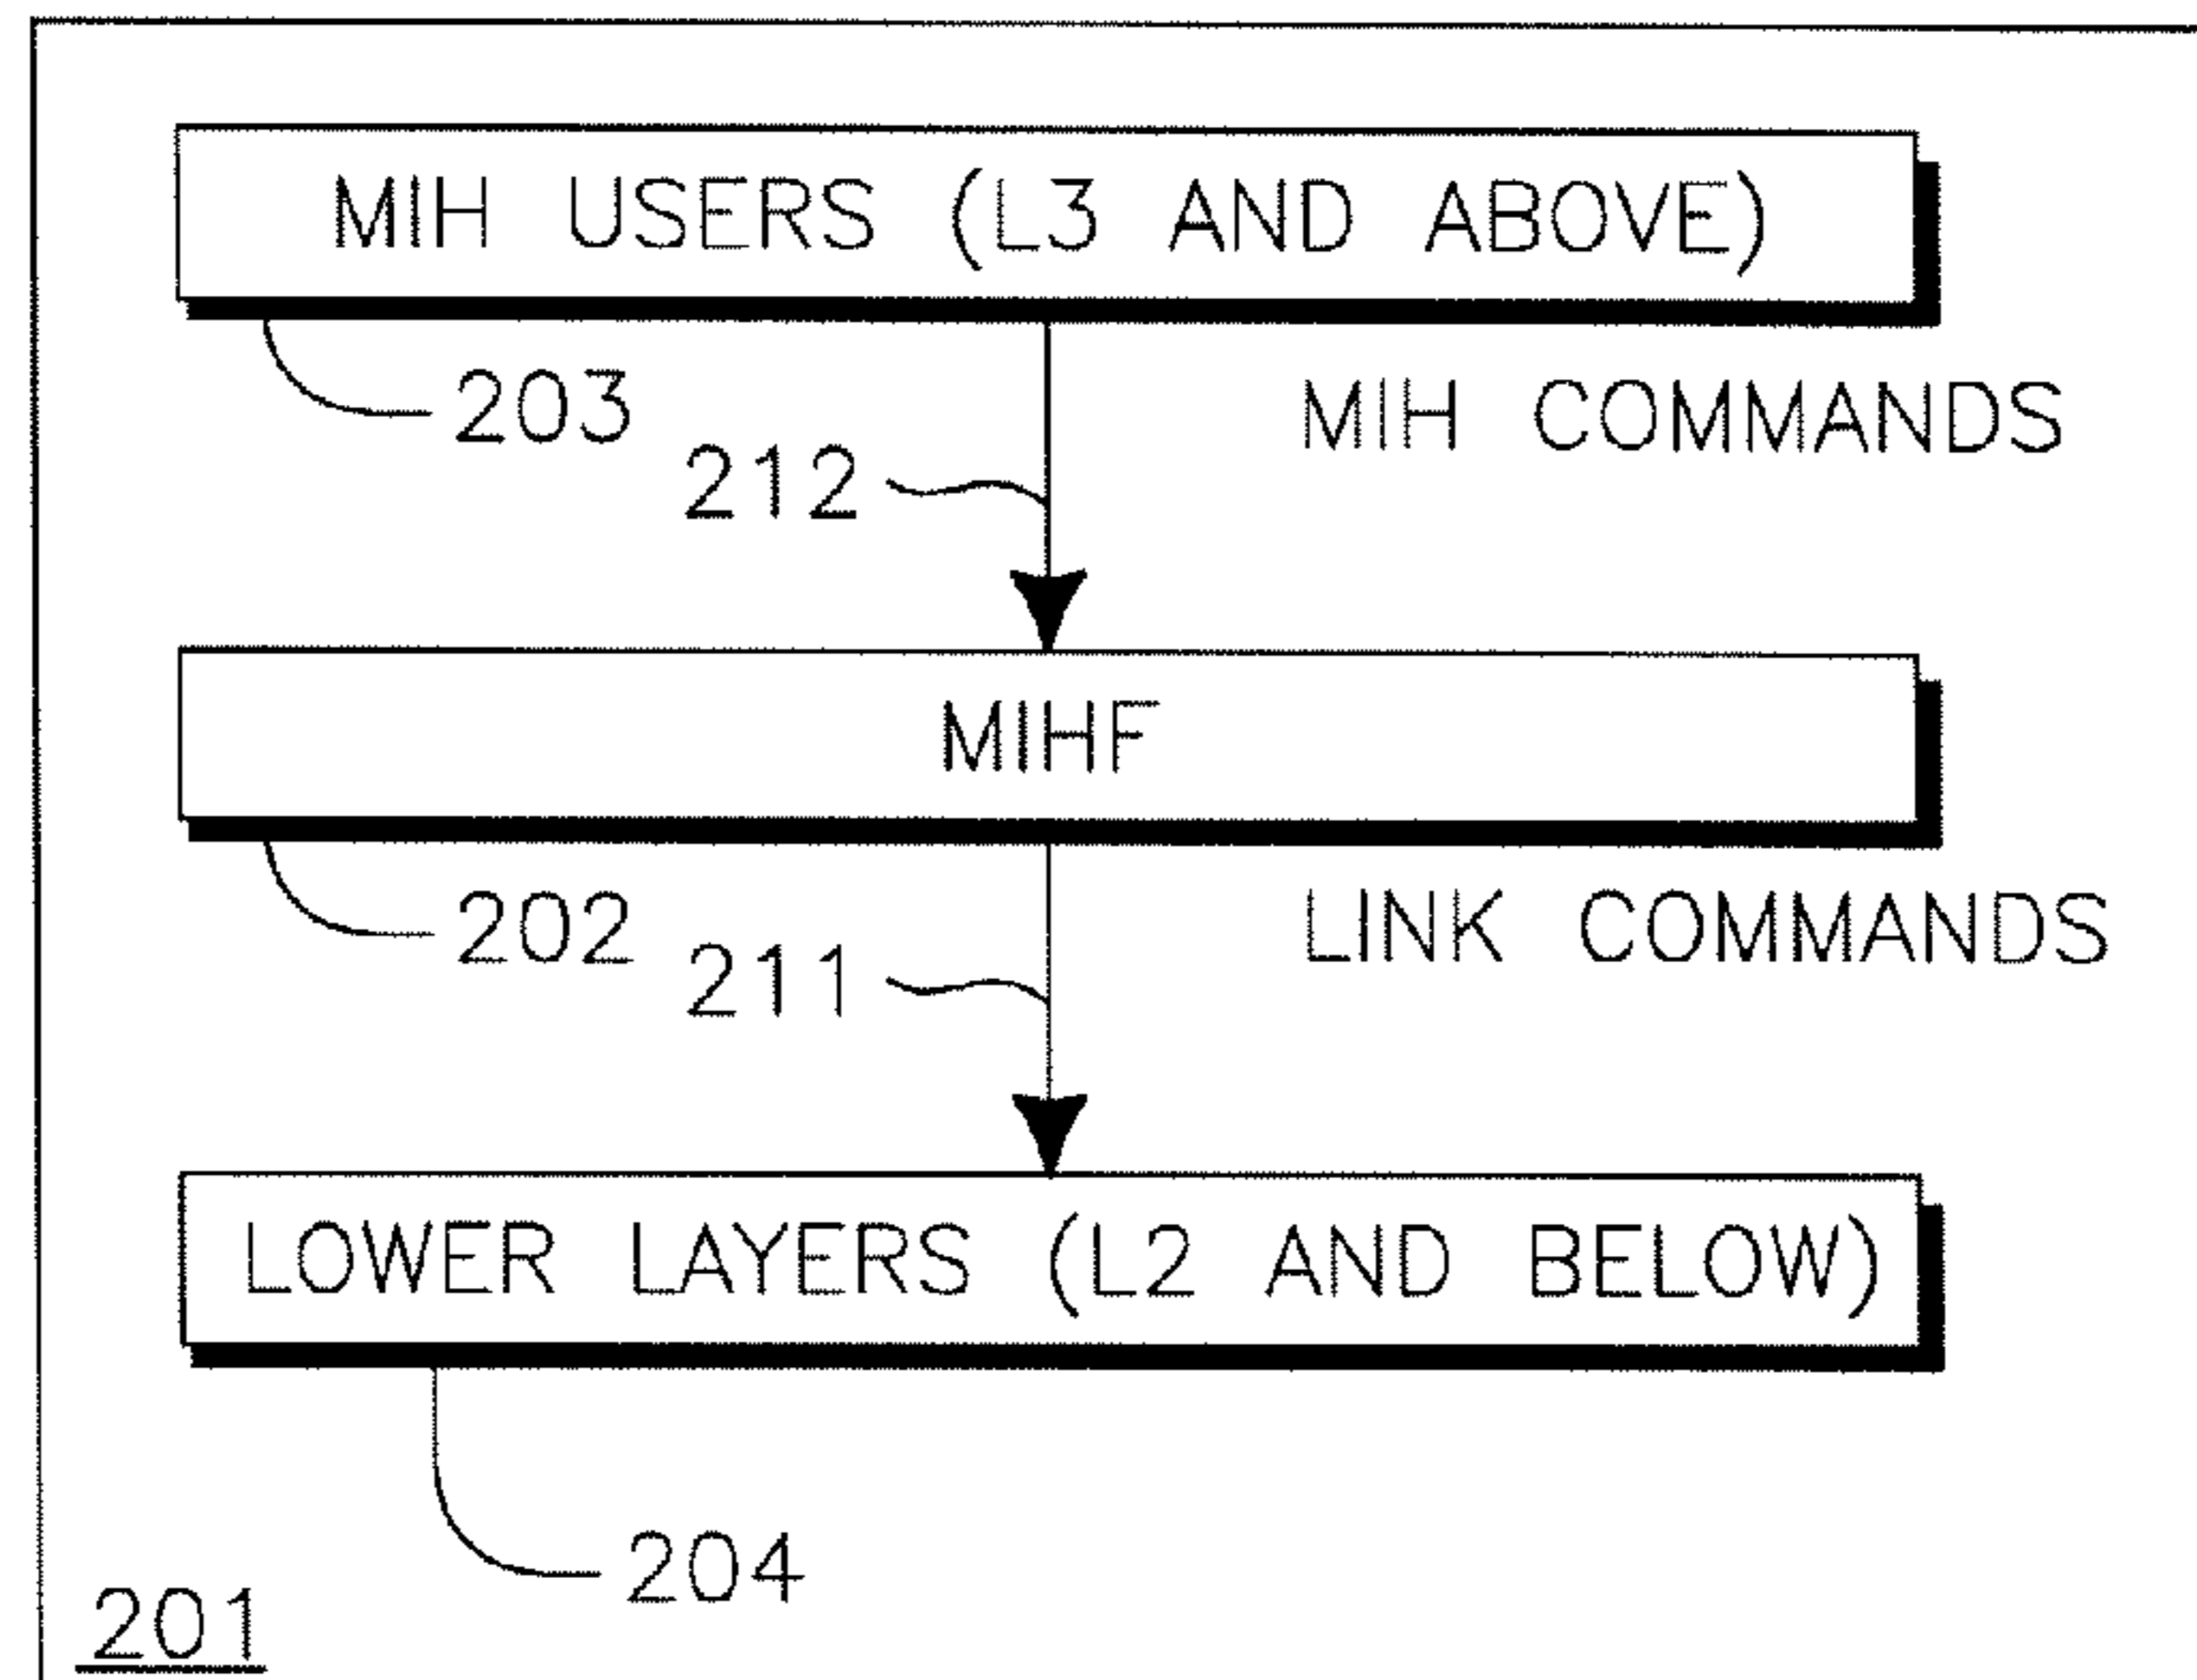 MIH USERS (L3 AND ABOVE)
203
MIH COMMANDS
212
MIHF
202
LINK COMMANDS
211
LOWER LAYERS (L2 AND BELOW)
204
201